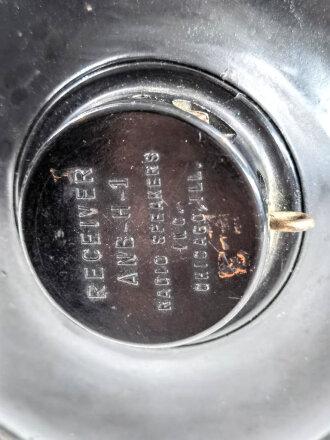 RECEIVER
ANB-H-1
RADIO SPEAKERS
INC.
CHICAGO, ILL.